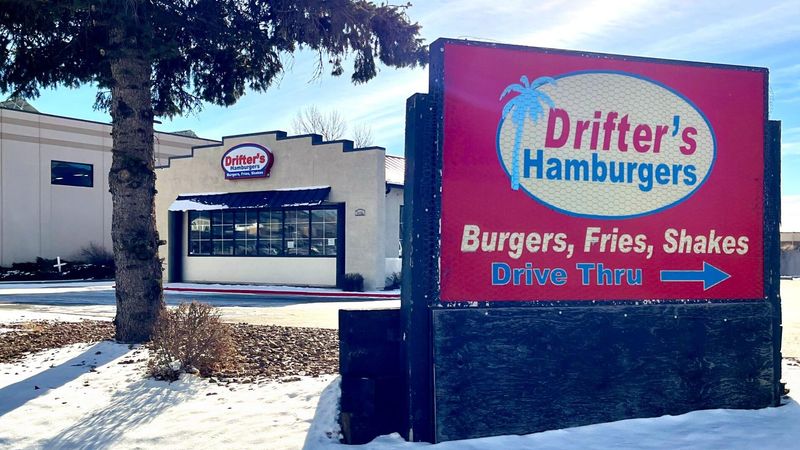 Drifter's
Hamburgers
Burgers, Fries, Shakes
Drive Thru
Drifter's
Hamburgers
Burgers, Fries, Shakes